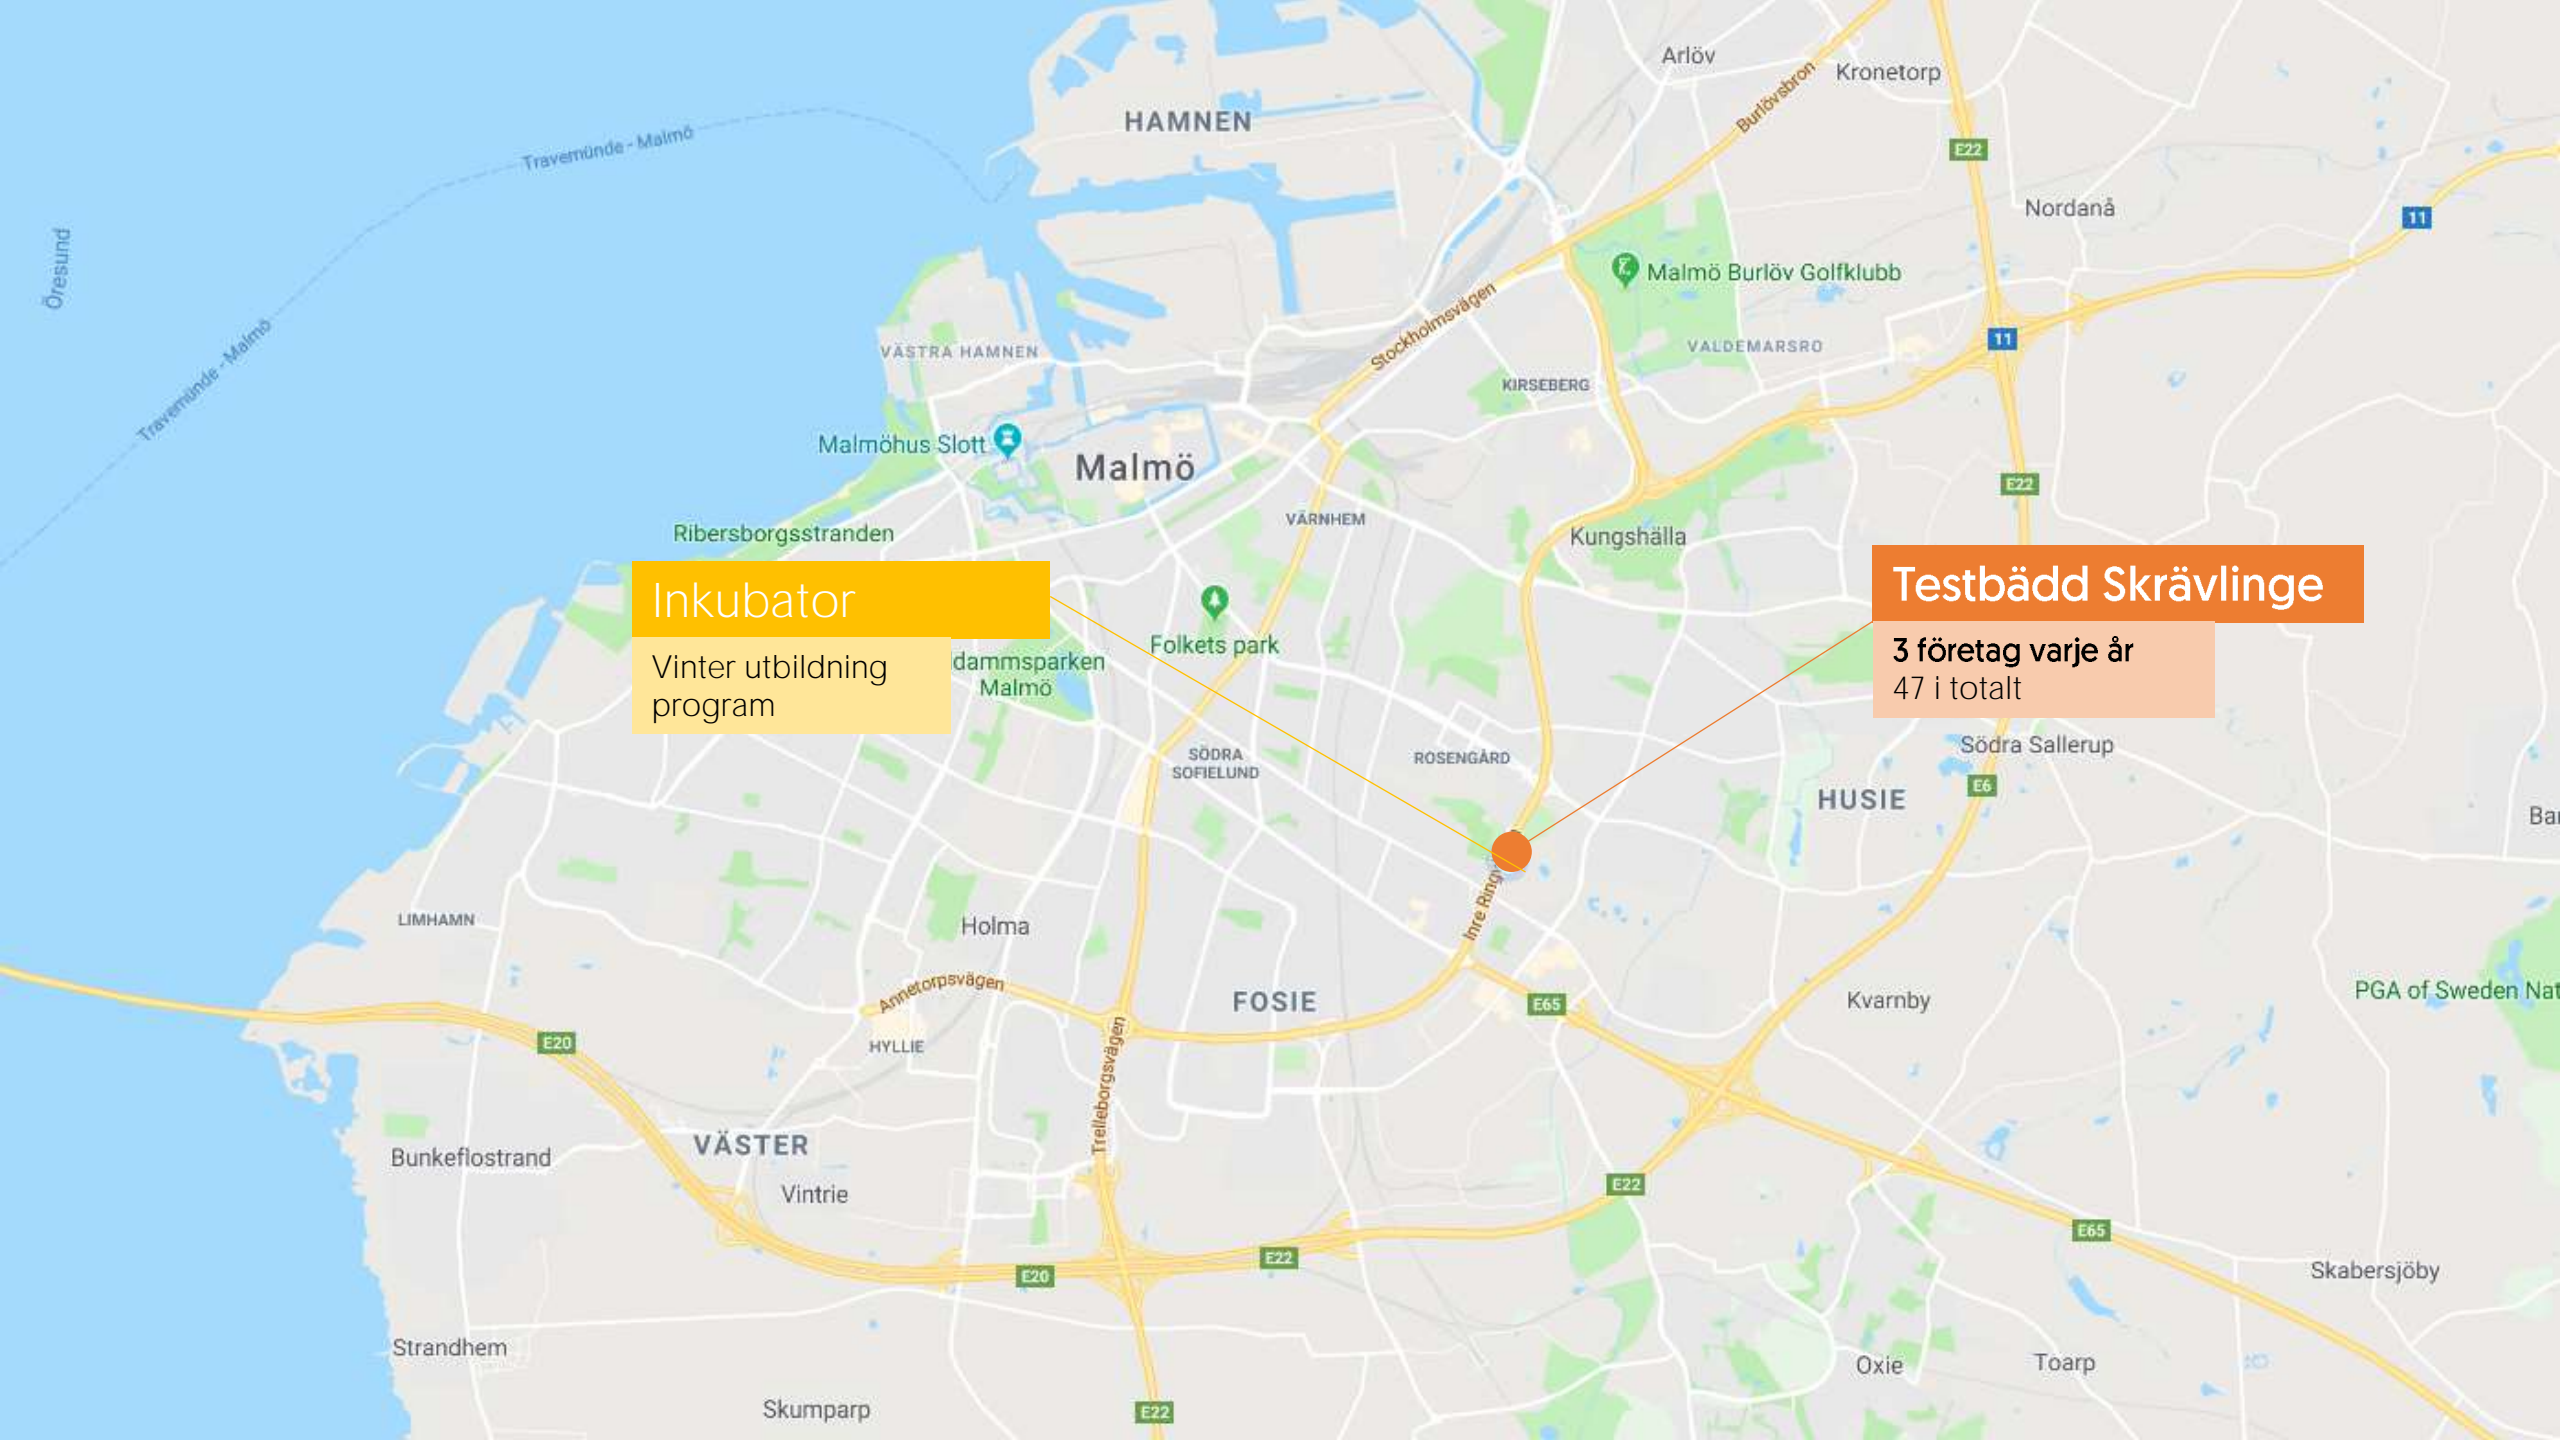 Arlöv
Kronetorp
Burlövsbron
HAMNEN
Travemünde - Malmö
E22
Nordanå
11
Öresund
Malmö Burlöv Golfklubb
Stockholmsvägen
Travemünde - Malmö
VÄSTRA HAMNEN
VALDEMARSRO
11
KIRSEBERG
Malmöhus Slott
Malmö
E22
VÄRNHEM
Ribersborgsstranden
Kungshälla
Inkubator
Vinter utbildning
program
Testbädd Skrävlinge
3 företag varje år
47 i totalt
Folkets park
dammsparken
Malmö
SÖDRA
SOFIELUND
ROSENGÅRD
Södra Sallerup
E6
HUSIE
LIMHAMN
Holma
Inre Ring
Annetorpsvägen
FOSIE
E65
Kvarnby
PGA of Sweden Nat
E20
HYLLIE
Trelleborgsvägen
VÄSTER
Bunkeflostrand
Vintrie
E22
E65
E22
E20
Skabersjöby
Strandhem
Oxie
Toarp
Skumparp
E22